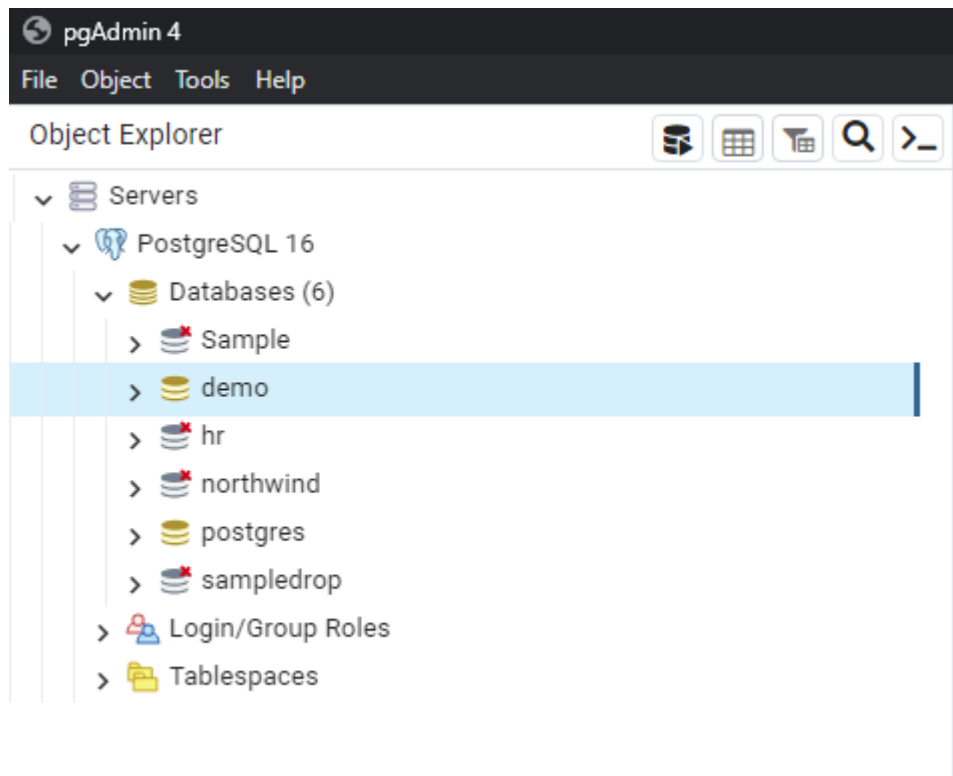 pgAdmin 4
File Object Tools Help
Object Explorer
Servers
PostgreSQL 16
Databases (6)
Sample
demo
hr
northwind
postgres
sampledrop
Login/Group Roles
Tablespaces